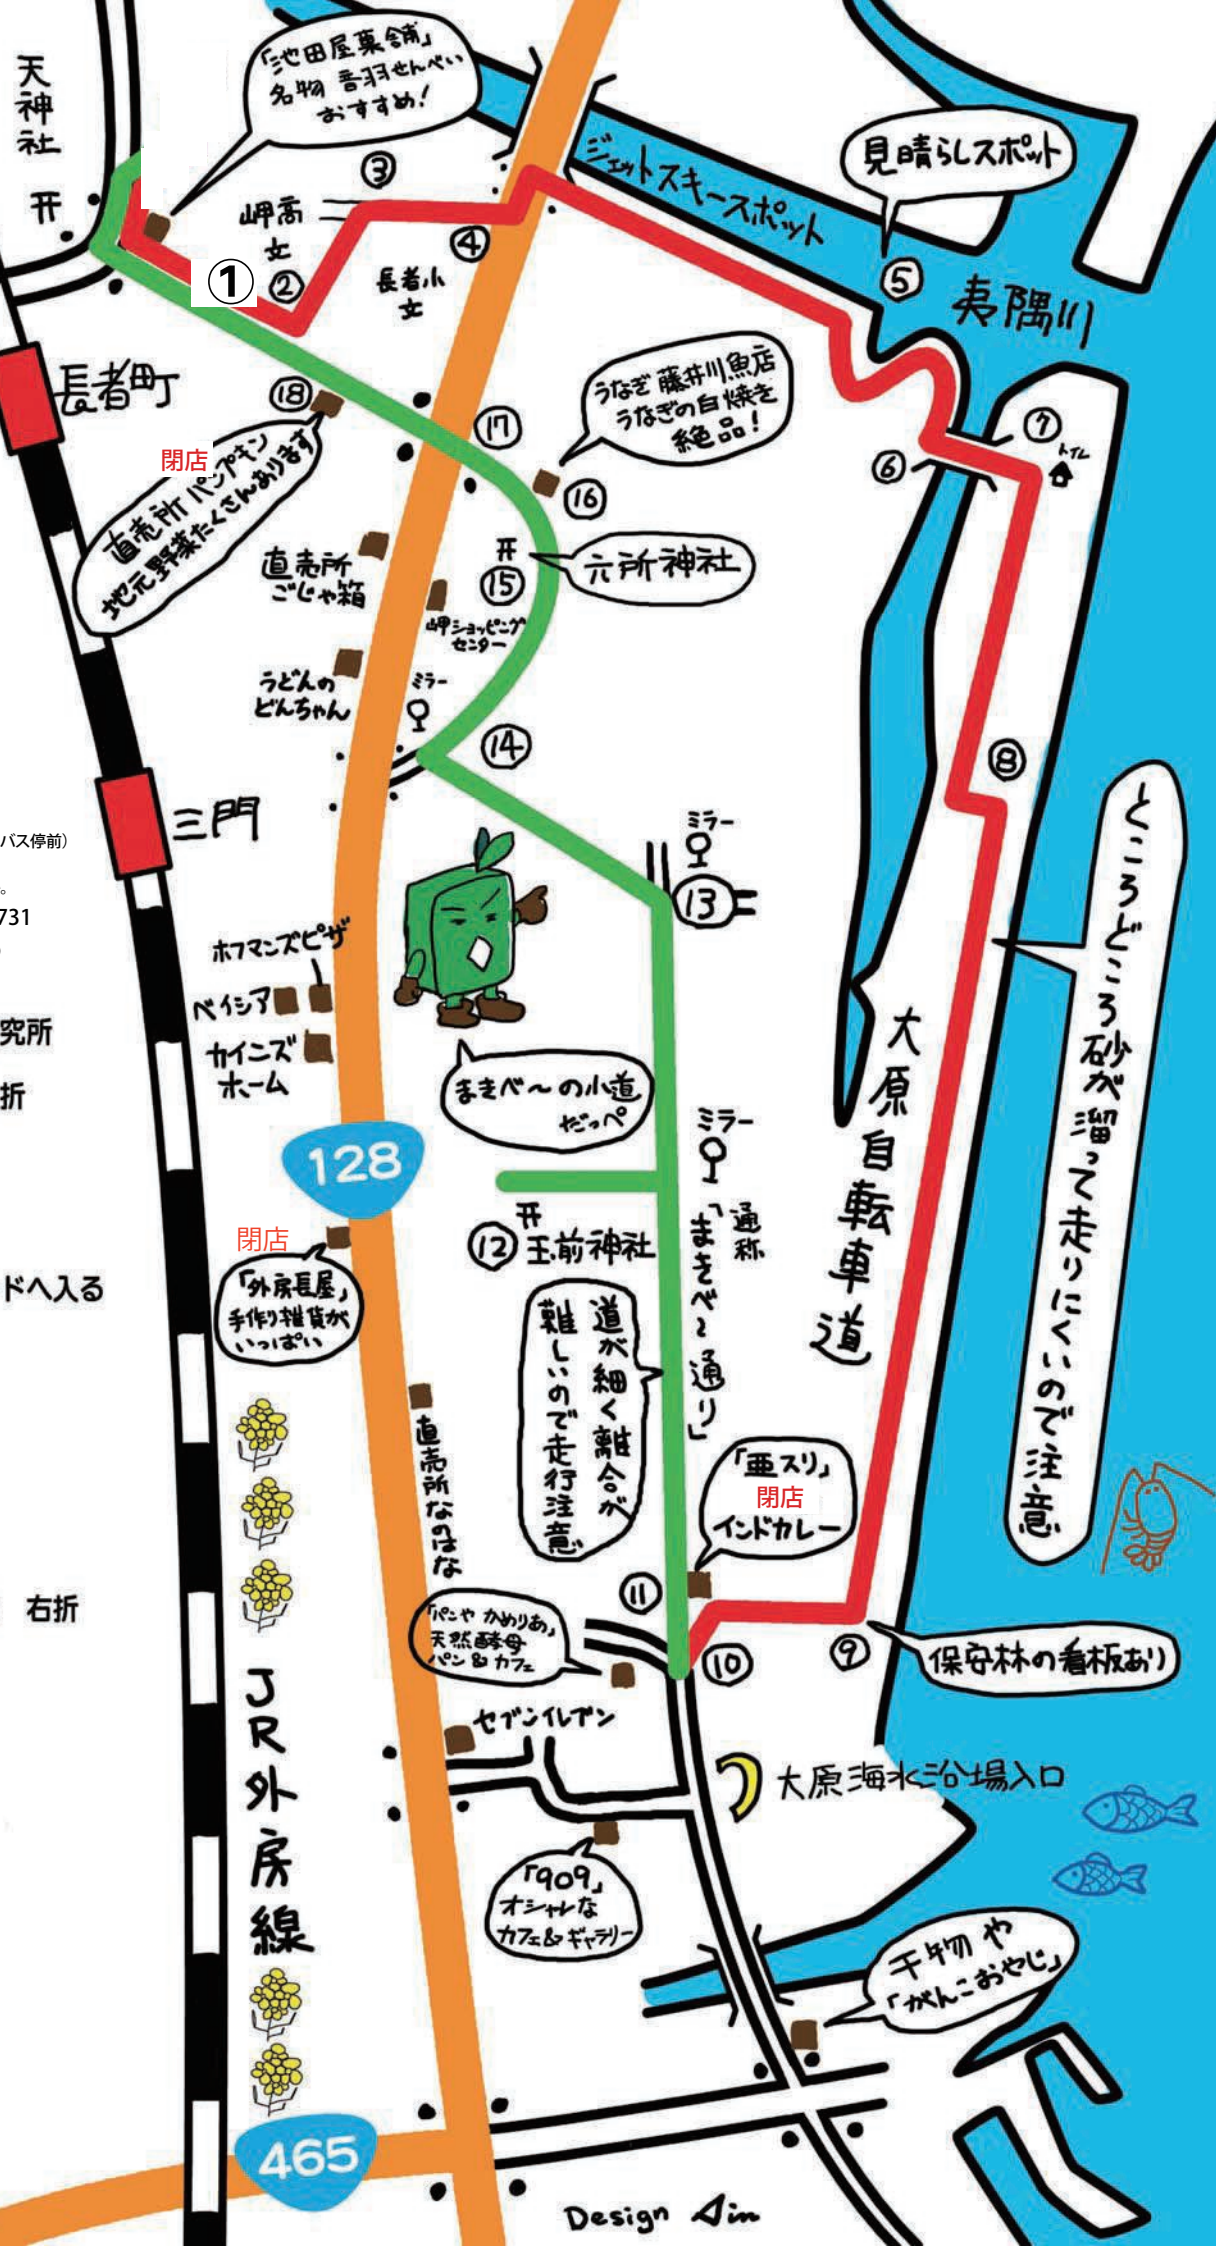 天神社
「池田屋菓舗」
名物 音羽せんべい
おすすめ!
③
岬高
文
①
②
④
長者小
文
ジェットスキースポット
見晴らしスポット
⑤
夷隅川
長者町
⑱
閉店
直売所 パンプキン
地元野菜たくさんあります
⑰
うなぎ 藤井川魚店
うなぎの白焼き
絶品!
⑯
⑥
⑦
トイレ
直売所
ごじゃ箱
⑮
六所神社
岬ショッピング
センター
うどんの
どんちゃん
ミラー
⑭
⑧
三門
バス停前)
。
731
ミラー
⑬
ところどころ砂が溜って走りにくいので注意
ホフマンズピザ
ベイシア
カインズ
ホーム
究所
折
まきべ〜の小道
だっぺ
大原自転車道
128
ミラー
通称
「まきべ〜通り」
⑫
玉前神社
閉店
「外房長屋」
手作り雑貨が
いっぱい
ドへ入る
道が細く離合が
難しいので走行注意
直売所なのはな
「亜スリ」
閉店
インドカレー
⑪
右折
「パンや かめりあ」
天然酵母
パン&カフェ
⑩
⑨
保安林の看板あり
セブンイレブン
大原海水浴場入口
JR外房線
「909」
オシャレな
カフェ&ギャラリー
干物や
「がんこおやじ」
465
Design